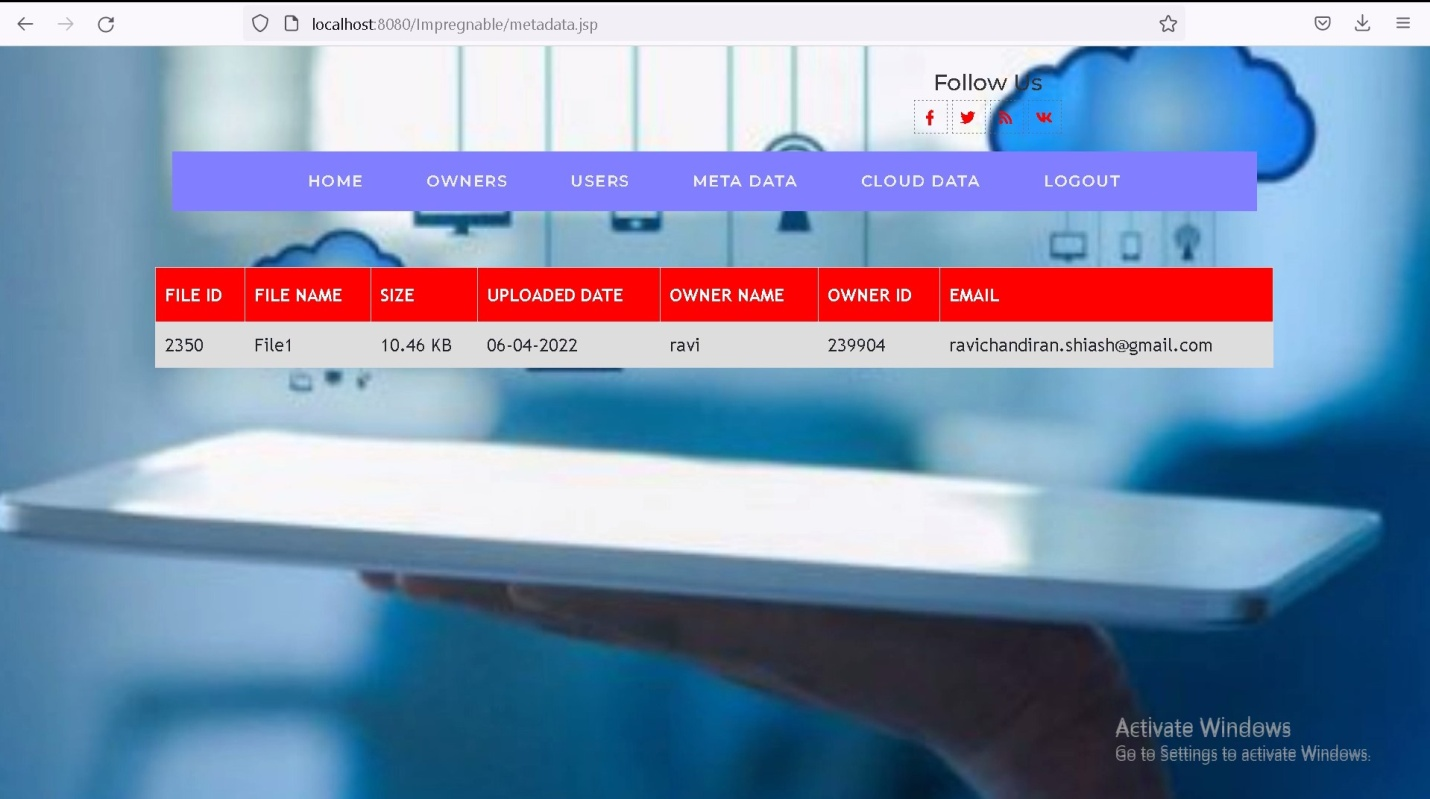 localhost:8080/Impregnable/metadata.jsp
Follow Us
HOME OWNERS USERS META DATA CLOUD DATA LOGOUT
FILE ID FILE NAME SIZE UPLOADED DATE OWNER NAME OWNER ID EMAIL
2350 File1 10.46 KB 06-04-2022 ravi 239904 ravichandiran.shiash@gmail.com
Activate Windows
Go to Settings to activate Windows.